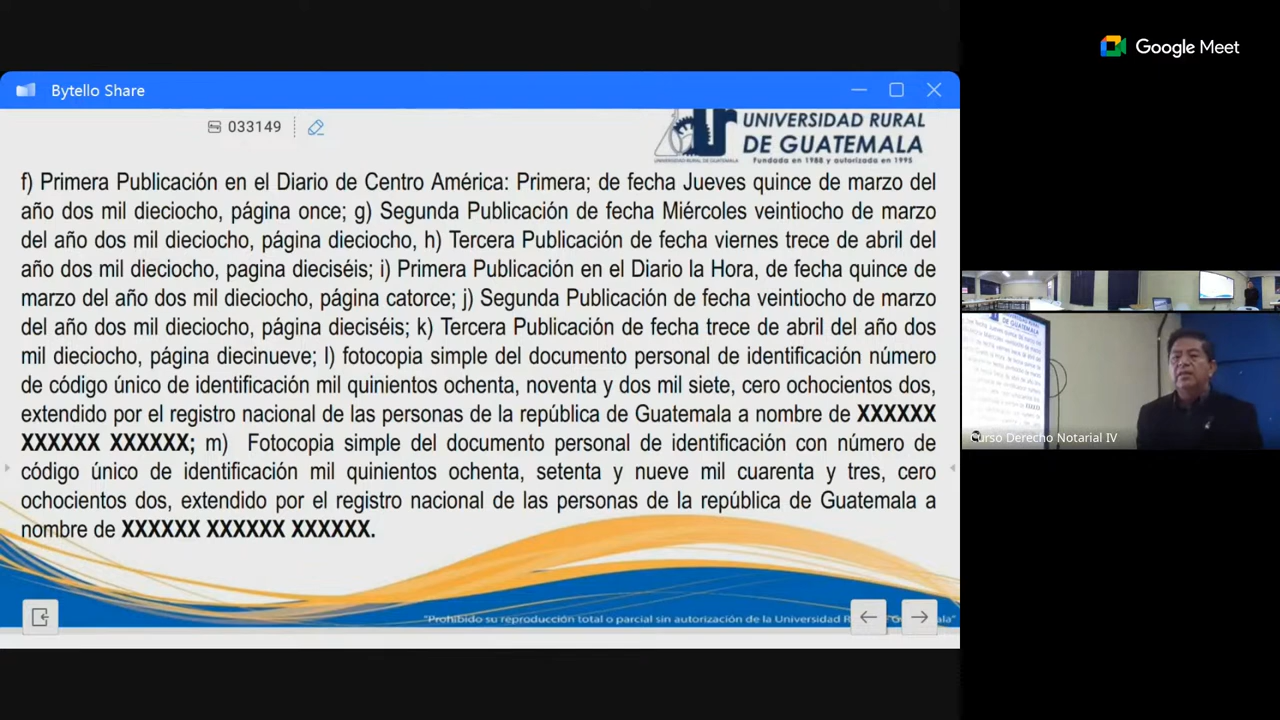 Google Meet
Bytello Share
033149
UNIVERSIDAD RURAL
DE GUATEMALA
Fundada en 1988 y autorizada en 1995
UNIVERSIDAD RURAL DE GUATEMALA
f) Primera Publicación en el Diario de Centro América: Primera; de fecha Jueves quince de marzo del
año dos mil dieciocho, página once; g) Segunda Publicación de fecha Miércoles veintiocho de marzo
del año dos mil dieciocho, página dieciocho, h) Tercera Publicación de fecha viernes trece de abril del
año dos mil dieciocho, pagina dieciséis; i) Primera Publicación en el Diario la Hora, de fecha quince de
marzo del año dos mil dieciocho, página catorce; j) Segunda Publicación de fecha veintiocho de marzo
del año dos mil dieciocho, página dieciséis; k) Tercera Publicación de fecha trece de abril del año dos
mil dieciocho, página diecinueve; l) fotocopia simple del documento personal de identificación número
de código único de identificación mil quinientos ochenta, noventa y dos mil siete, cero ochocientos dos,
extendido por el registro nacional de las personas de la república de Guatemala a nombre de XXXXXX
XXXXXX XXXXXX; m) Fotocopia simple del documento personal de identificación con número de
código único de identificación mil quinientos ochenta, setenta y nueve mil cuarenta y tres, cero
ochocientos dos, extendido por el registro nacional de las personas de la república de Guatemala a
nombre de XXXXXX XXXXXX XXXXXX.
"Prohibido su reproducción total o parcial sin autorización de la Universidad
Curso Derecho Notarial IV